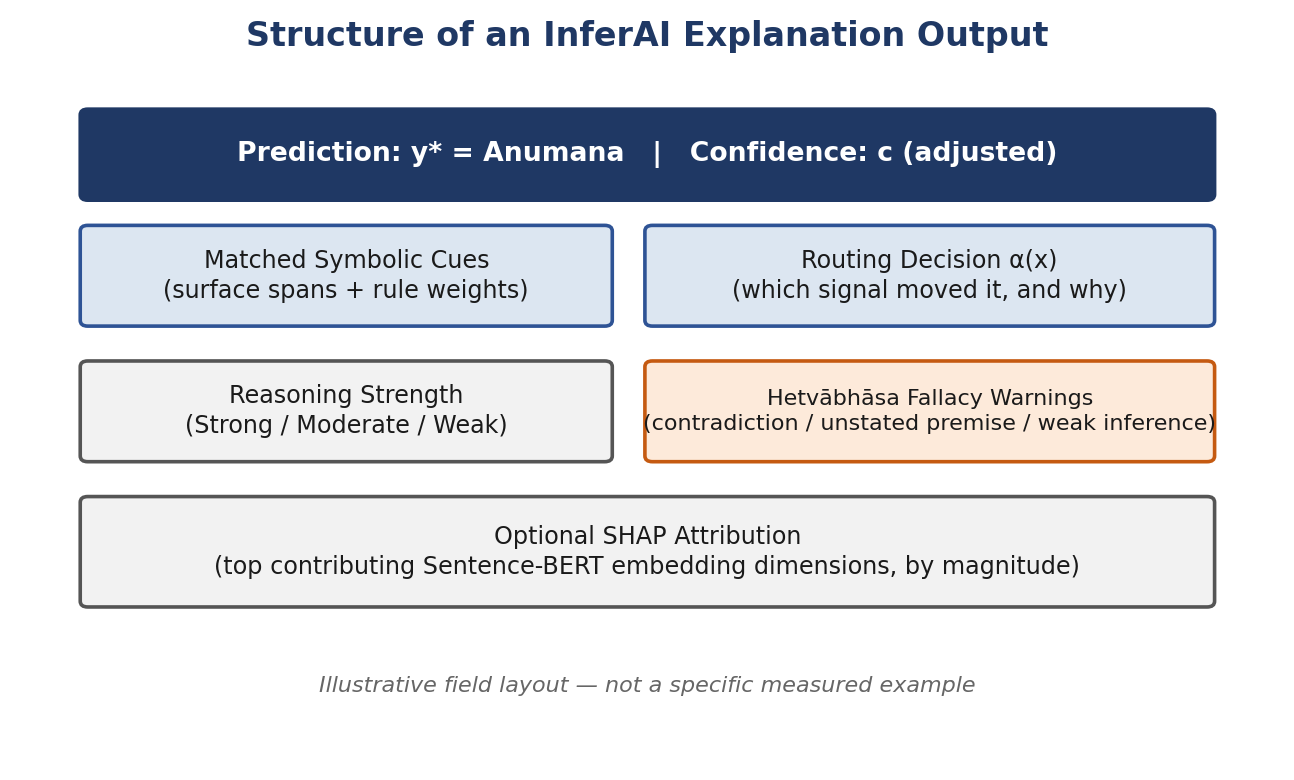 Structure of an InferAI Explanation Output
Prediction: y* = Anumana | Confidence: c (adjusted)
Matched Symbolic Cues
(surface spans + rule weights)
Routing Decision α(x)
(which signal moved it, and why)
Reasoning Strength
(Strong / Moderate / Weak)
Hetvābhāsa Fallacy Warnings
(contradiction / unstated premise / weak inference)
Optional SHAP Attribution
(top contributing Sentence-BERT embedding dimensions, by magnitude)
Illustrative field layout — not a specific measured example